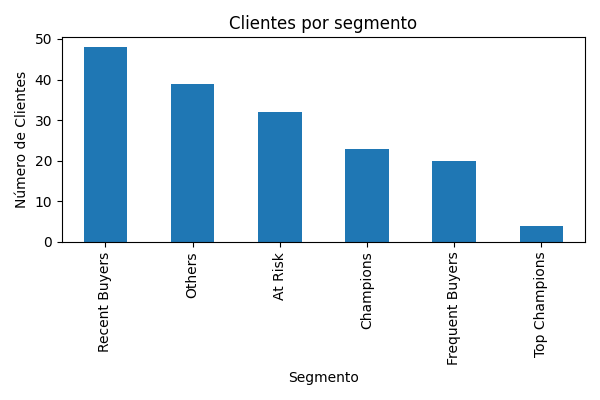 Clientes por segmento
Número de Clientes
50
40
30
20
10
0
Recent Buyers
Others
At Risk
Champions
Frequent Buyers
Top Champions
Segmento